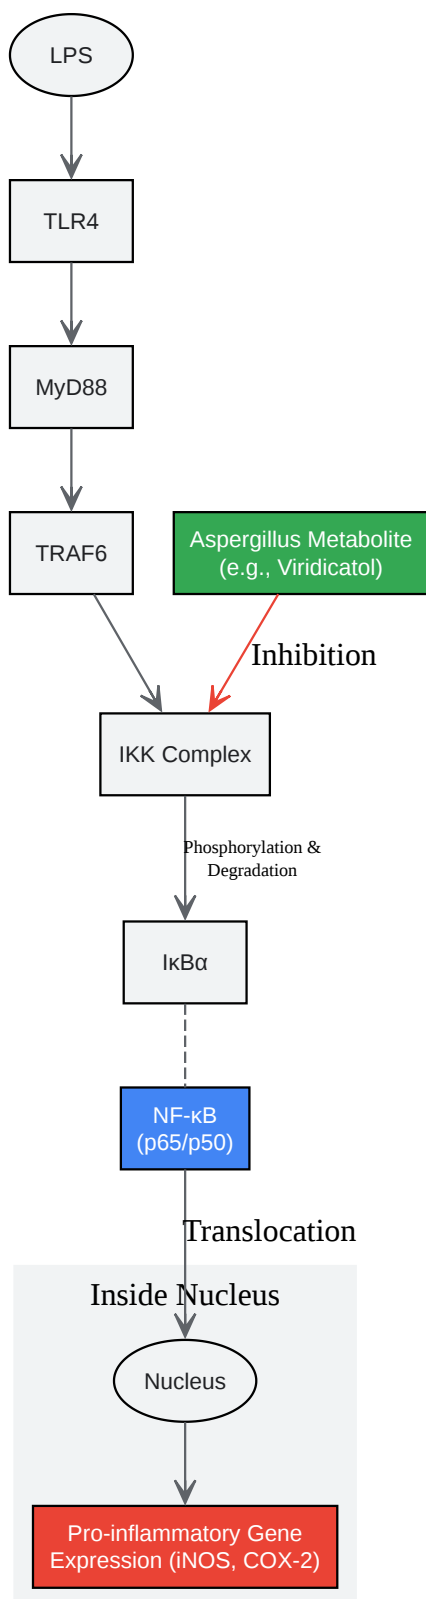 LPS
TLR4
MyD88
TRAF6
Aspergillus Metabolite
(e.g., Viridicatol)
Inhibition
IKK Complex
Phosphorylation &
Degradation
IκBα
NF-κB
(p65/p50)
Translocation
Inside Nucleus
Nucleus
Pro-inflammatory Gene
Expression (iNOS, COX-2)